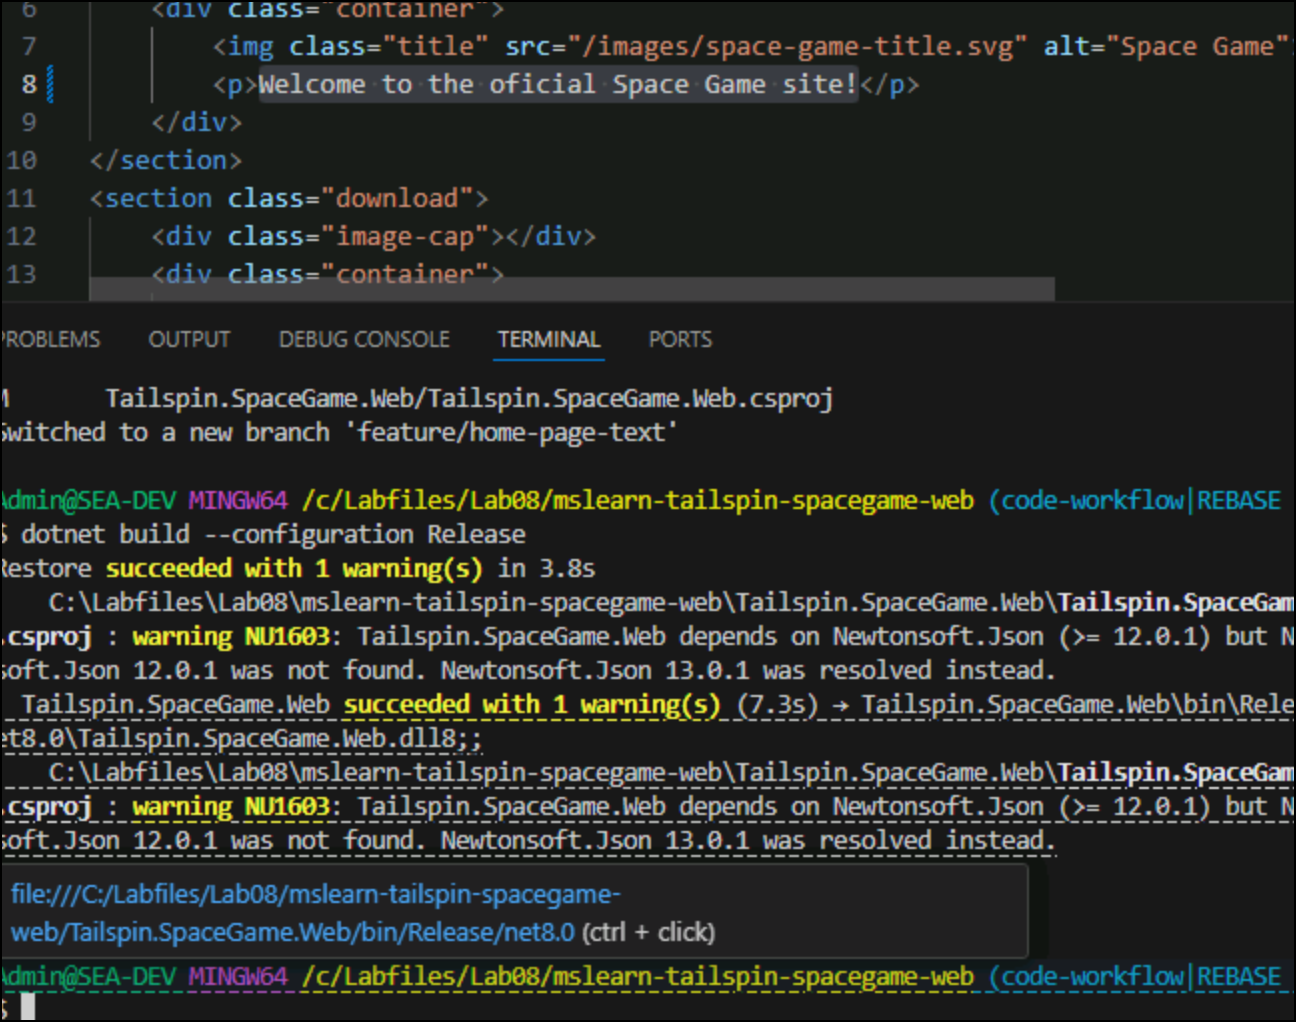 6 <div class="container">
7 <img class="title" src="/images/space-game-title.svg" alt="Space Game"
8 <p>Welcome to the oficial Space Game site!</p>
9 </div>
10 </section>
11 <section class="download">
12 <div class="image-cap"></div>
13 <div class="container">
PROBLEMS OUTPUT DEBUG CONSOLE TERMINAL PORTS
M Tailspin.SpaceGame.Web/Tailspin.SpaceGame.Web.csproj
Switched to a new branch 'feature/home-page-text'
Admin@SEA-DEV MINGW64 /c/Labfiles/Lab08/mslearn-tailspin-spacegame-web (code-workflow|REBASE
$ dotnet build --configuration Release
Restore succeeded with 1 warning(s) in 3.8s
C:\Labfiles\Lab08\mslearn-tailspin-spacegame-web\Tailspin.SpaceGame.Web\Tailspin.SpaceGam
.csproj : warning NU1603: Tailspin.SpaceGame.Web depends on Newtonsoft.Json (>= 12.0.1) but N
soft.Json 12.0.1 was not found. Newtonsoft.Json 13.0.1 was resolved instead.
Tailspin.SpaceGame.Web succeeded with 1 warning(s) (7.3s) → Tailspin.SpaceGame.Web\bin\Rele
et8.0\Tailspin.SpaceGame.Web.dll8;;
C:\Labfiles\Lab08\mslearn-tailspin-spacegame-web\Tailspin.SpaceGame.Web\Tailspin.SpaceGam
.csproj : warning NU1603: Tailspin.SpaceGame.Web depends on Newtonsoft.Json (>= 12.0.1) but N
soft.Json 12.0.1 was not found. Newtonsoft.Json 13.0.1 was resolved instead.
file:///C:/Labfiles/Lab08/mslearn-tailspin-spacegame-
web/Tailspin.SpaceGame.Web/bin/Release/net8.0 (ctrl + click)
Admin@SEA-DEV MINGW64 /c/Labfiles/Lab08/mslearn-tailspin-spacegame-web (code-workflow|REBASE
$